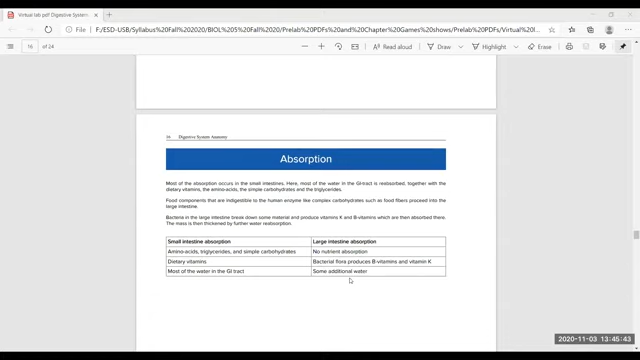 Virtual lab pdf Digestive System
File
F:/ESD-USB/Syllabus%20Fall%202020/BIOL%205%20Fall%2020/Prelab%20PDFs%20and%20Chapter%20Games%20shows/Prelab%20PDFs/Virtual%20l...
16 of 24
Read aloud
Draw
Highlight
Erase
Digestive System Anatomy
Absorption
Most of the absorption occurs in the small intestines. Here, most of the water in the GI-tract is reabsorbed, together with the
dietary vitamins, the amino-acids, the simple carbohydrates and the triglycerides.
Food components that are indigestible to the human enzyme like complex carbohydrates such as food fibers proceed into the
large intestine.
Bacteria in the large intestine break down some material and produce vitamins K and B-vitamins which are then absorbed there.
The mass is then thickened by further water reabsorption.
Small intestine absorption Large intestine absorption
Amino-acids, triglycerides, and simple carbohydrates No nutrient absorption
Dietary vitamins Bacterial flora produces B-vitamins and vitamin K
Most of the water in the GI tract Some additional water
2020-11-03 13:45:43